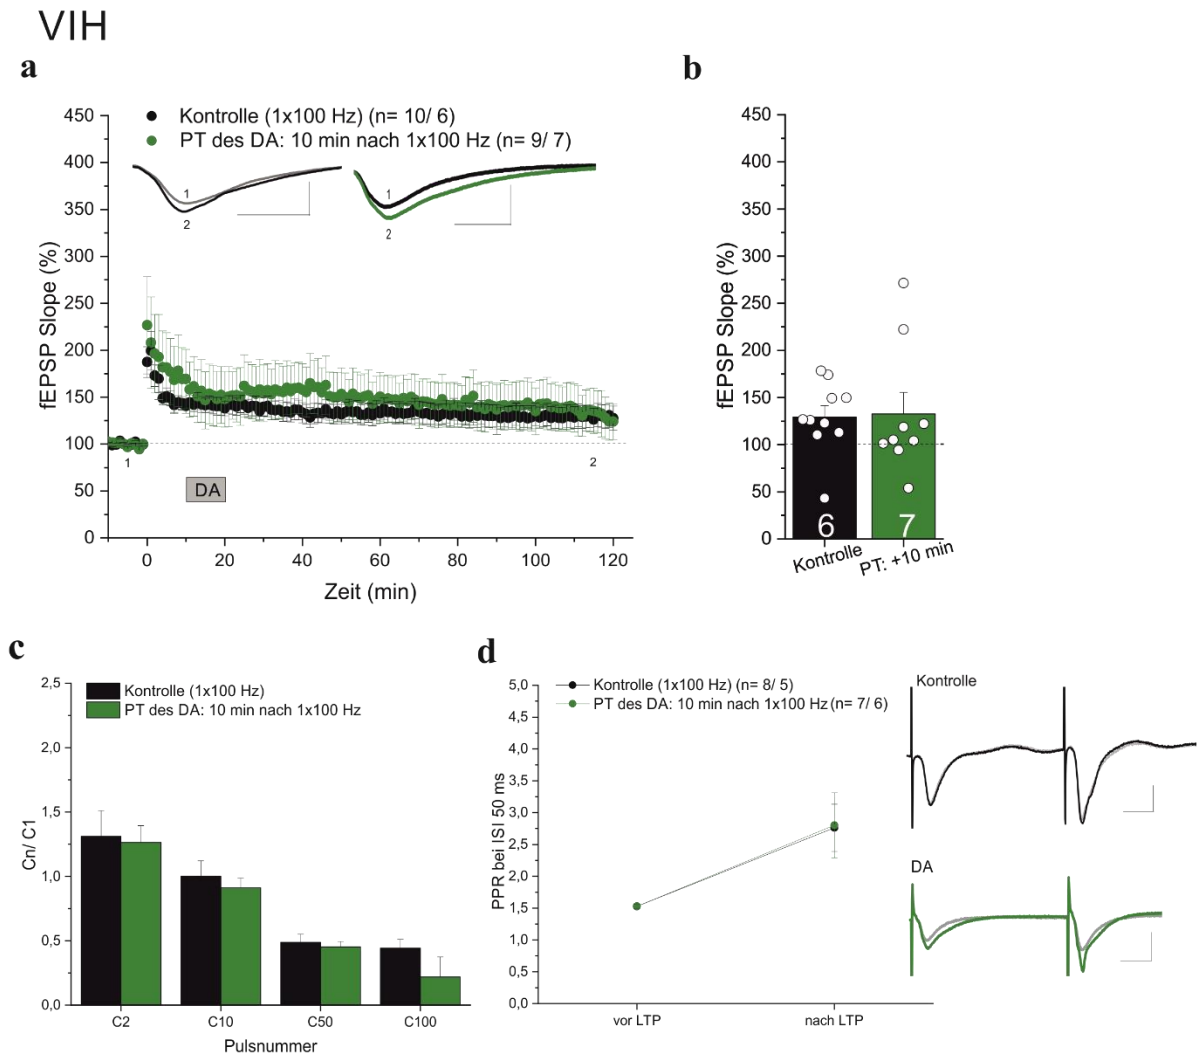 VIH
a
Kontrolle (1x100 Hz) (n= 10/ 6)
PT des DA: 10 min nach 1x100 Hz (n= 9/ 7)
fEPSP Slope (%)
450
400
350
300
250
200
150
100
50
0
1
2
1
2
1
2
DA
0
20
40
60
80
100
120
Zeit (min)
b
fEPSP Slope (%)
450
400
350
300
250
200
150
100
50
0
6
7
Kontrolle
PT: +10 min
c
Kontrolle (1x100 Hz)
PT des DA: 10 min nach 1x100 Hz
Cn/ C1
2,5
2,0
1,5
1,0
0,5
0,0
C2
C10
C50
C100
Pulsnummer
d
Kontrolle (1x100 Hz) (n= 8/ 5)
PT des DA: 10 min nach 1x100 Hz (n= 7/ 6)
PPR bei ISI 50 ms
5,0
4,5
4,0
3,5
3,0
2,5
2,0
1,5
1,0
0,5
0,0
vor LTP
nach LTP
Kontrolle
DA